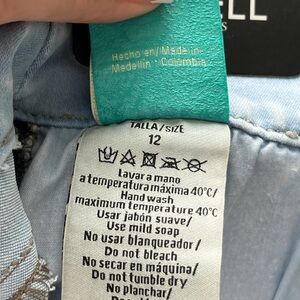 ELL
Hecho en/Made in
Medellin - Colombia
TALLA/SIZE
12
Lavar a mano
a temperatura máxima 40°C/
Hand wash
maximum temperature 40°C
Usar jabón suave/
Use mild soap
No usar blanqueador/
Do not bleach
No secar en máquina/
Do not tumble dry
No planchar/